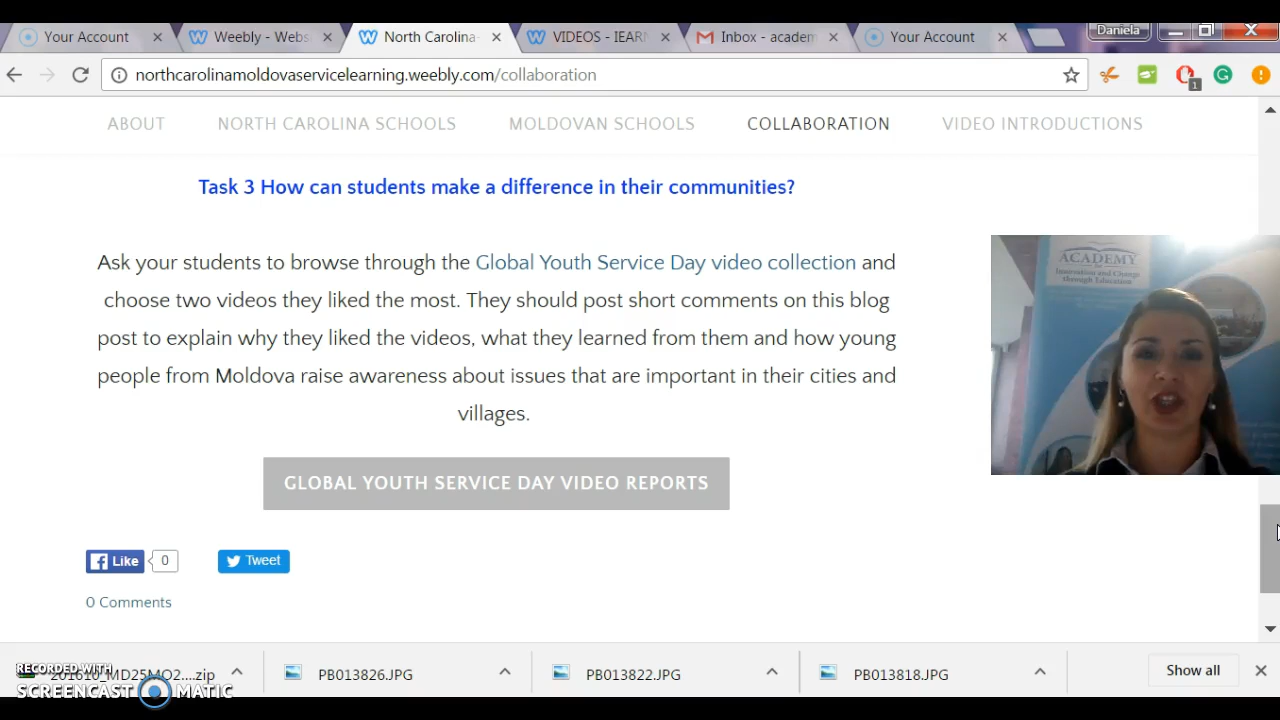 Your Account
Weebly - Webs
North Carolina-
VIDEOS - IEARN
Inbox - academ
Your Account
Daniela
northcarolinamoldovaservicelearning.weebly.com/collaboration
1
ABOUT
NORTH CAROLINA SCHOOLS
MOLDOVAN SCHOOLS
COLLABORATION
VIDEO INTRODUCTIONS
Task 3 How can students make a difference in their communities?
Ask your students to browse through the Global Youth Service Day video collection and
choose two videos they liked the most. They should post short comments on this blog
post to explain why they liked the videos, what they learned from them and how young
people from Moldova raise awareness about issues that are important in their cities and
villages.
ACADEMY
for
Innovation and Change
through Education
GLOBAL YOUTH SERVICE DAY VIDEO REPORTS
Like 0
Tweet
0 Comments
RECORDED WITH
201610_MD25MO2....zip
PB013826.JPG
PB013822.JPG
PB013818.JPG
Show all
SCREENCAST MATIC